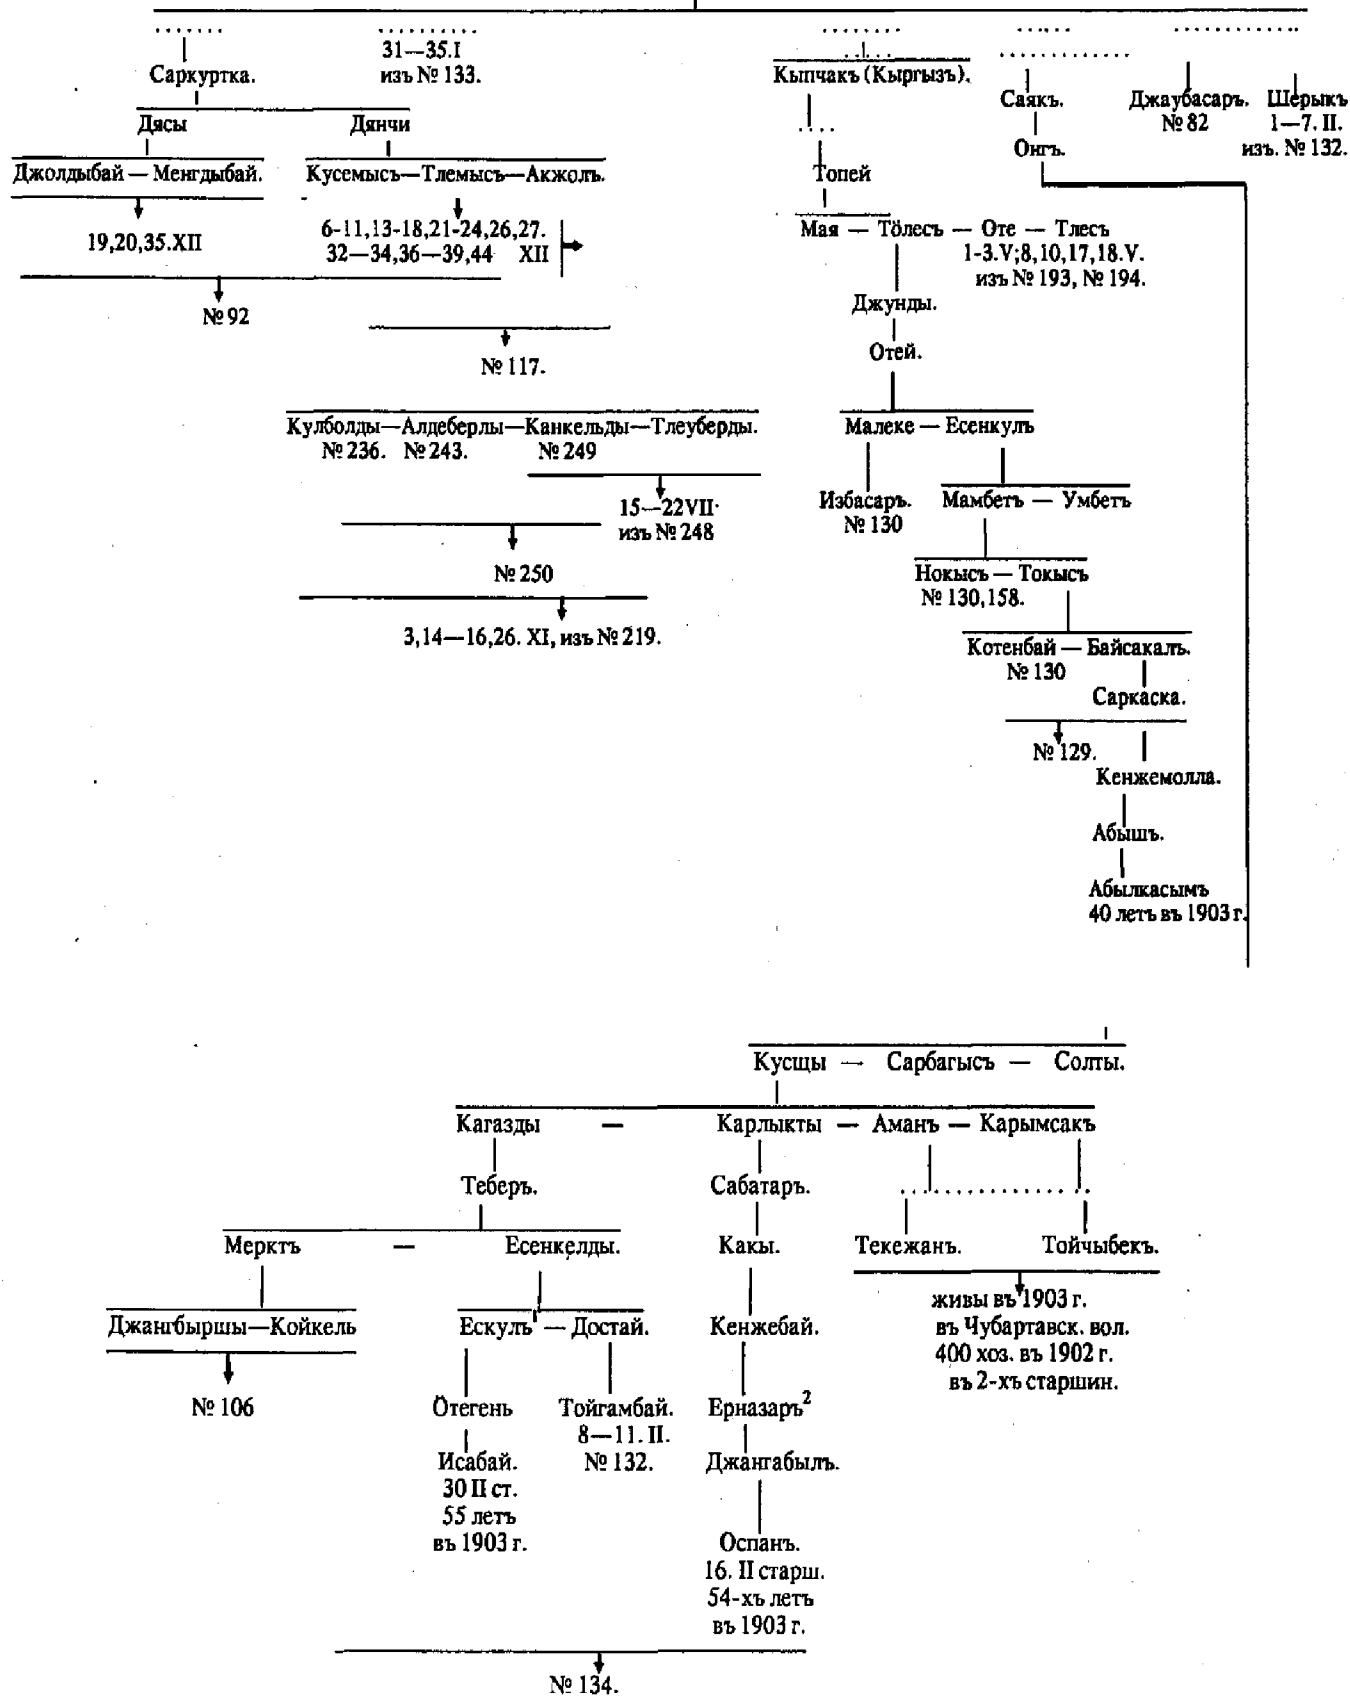 31—35.I
изъ № 133.
Саркуртка.
Кыпчакъ (Кыргызъ).
Саякъ. Джаубасаръ. Шерыкъ
№ 82 1—7. II.
изъ. № 132.
Дясы Дянчи
Онгъ.
Джолдыбай — Менгдыбай. Кусемысъ—Тлемысъ—Акжолъ.
Топей
19,20,35.XII
6-11,13-18,21-24,26,27.
32—34,36—39,44 XII
Мая — Тöлесъ — Оте — Тлесъ
1-3.V;8,10,17,18.V.
изъ № 193, № 194.
№ 92
Джунды.
№ 117.
Отей.
Кулболды—Алдеберлы—Канкельды—Тлеуберды.
№ 236. № 243. № 249
Малеке — Есенкулъ
15—22VII
изъ № 248
Избасаръ. Мамбетъ — Умбетъ
№ 130
№ 250
Нокысъ — Токысъ
№ 130,158.
3,14—16,26. XI, изъ № 219.
Котенбай — Байсакалъ.
№ 130
Саркаска.
№ 129.
Кенжемолла.
Абышъ.
Абылкасымъ
40 летъ въ 1903 г.
Кусщы — Сарбагысъ — Солты.
Кагазды — Карлыкты — Аманъ — Карымсакъ
Теберъ. Сабатаръ.
Мерктъ — Есенкелды. Какы. Текежанъ. Тойчыбекъ.
живы въ 1903 г.
въ Чубартавск. вол.
400 хоз. въ 1902 г.
въ 2-хъ старшин.
Джангбыршы—Койкель Ескулъ¹ — Достай. Кенжебай.
№ 106
Öтегень Тойгамбай. Ерназаръ²
8—11. II.
№ 132.
Исабай. Джангабылъ.
30 II ст.
55 летъ
въ 1903 г.
Оспанъ.
16. II старш.
54-хъ летъ
въ 1903 г.
№ 134.